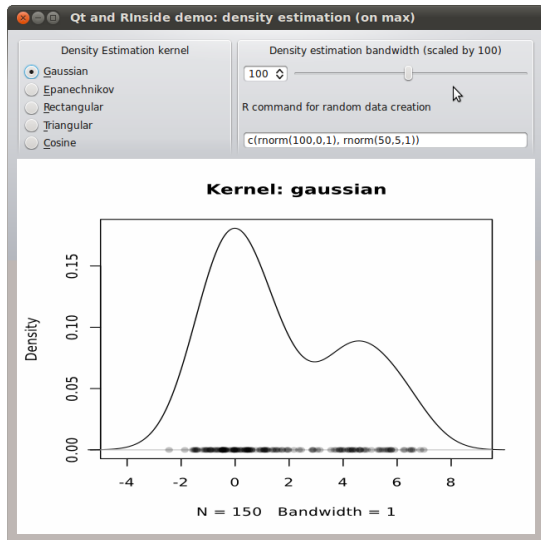 Qt and RInside demo: density estimation (on max)
Density Estimation kernel
Gaussian
Epanechnikov
Rectangular
Triangular
Cosine
Density estimation bandwidth (scaled by 100)
100
R command for random data creation
c(rnorm(100,0,1), rnorm(50,5,1))
Kernel: gaussian
Density
0.15
0.10
0.05
0.00
-4 -2 0 2 4 6 8
N = 150 Bandwidth = 1